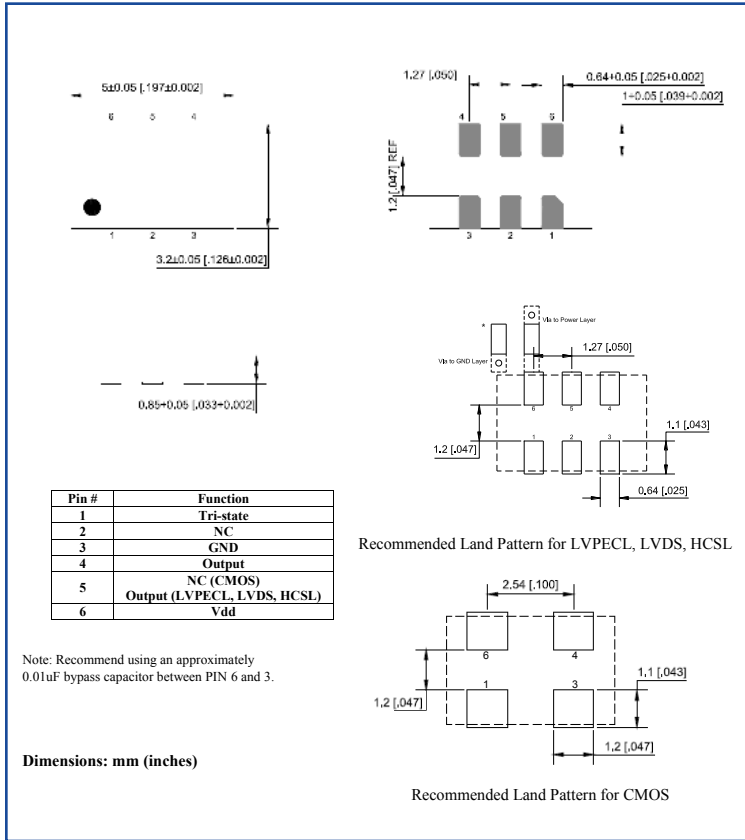 5±0.05 [.197±0.002]
6 5 4
1 2 3
3.2±0.05 [.126±0.002]
0.85+0.05 [.033+0.002]
1.27 [.050]
0.64+0.05 [.025+0.002]
1+0.05 [.039+0.002]
4 5 6
1.2 [.047] REF
3 2 1
* Via to Power Layer
Via to GND Layer
1.27 [.050]
6 5 4
1.2 [.047]
1 2 3
1.1 [.043]
0.64 [.025]
Recommended Land Pattern for LVPECL, LVDS, HCSL
Pin # Function
1 Tri-state
2 NC
3 GND
4 Output
5 NC (CMOS)
Output (LVPECL, LVDS, HCSL)
6 Vdd
Note: Recommend using an approximately
0.01uF bypass capacitor between PIN 6 and 3.
Dimensions: mm (inches)
2.54 [.100]
6 4
1.2 [.047]
1 3
1.1 [.043]
1.2 [.047]
Recommended Land Pattern for CMOS